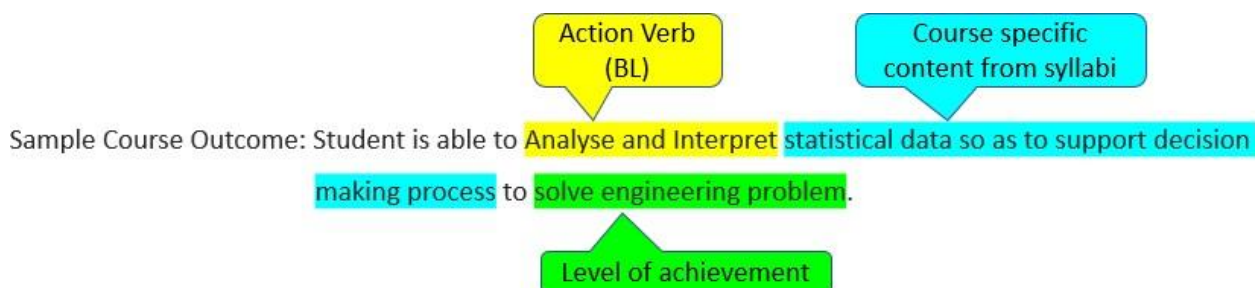 Action Verb
(BL)
Course specific
content from syllabi
Sample Course Outcome: Student is able to Analyse and Interpret statistical data so as to support decision
making process to solve engineering problem.
Level of achievement